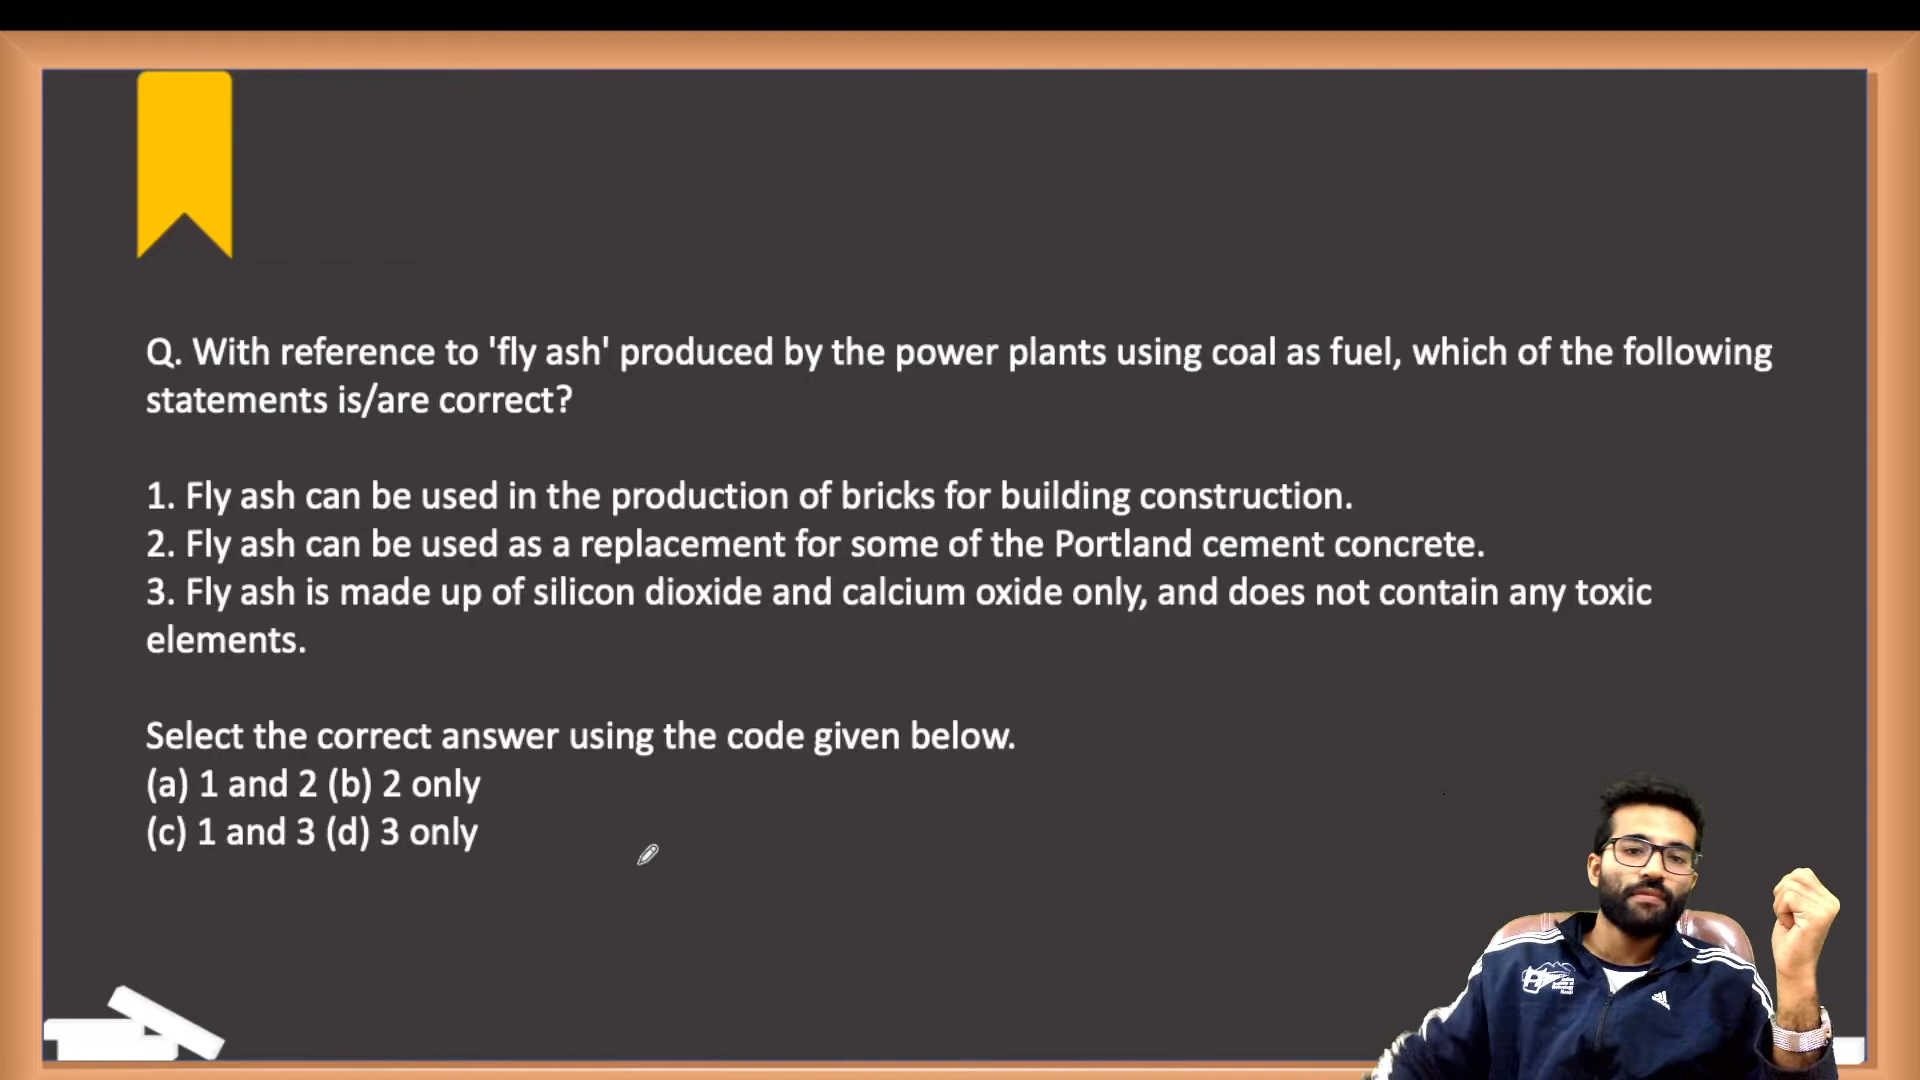 Q. With reference to 'fly ash' produced by the power plants using coal as fuel, which of the following
statements is/are correct?
1. Fly ash can be used in the production of bricks for building construction.
2. Fly ash can be used as a replacement for some of the Portland cement concrete.
3. Fly ash is made up of silicon dioxide and calcium oxide only, and does not contain any toxic
elements.
Select the correct answer using the code given below.
(a) 1 and 2 (b) 2 only
(c) 1 and 3 (d) 3 only